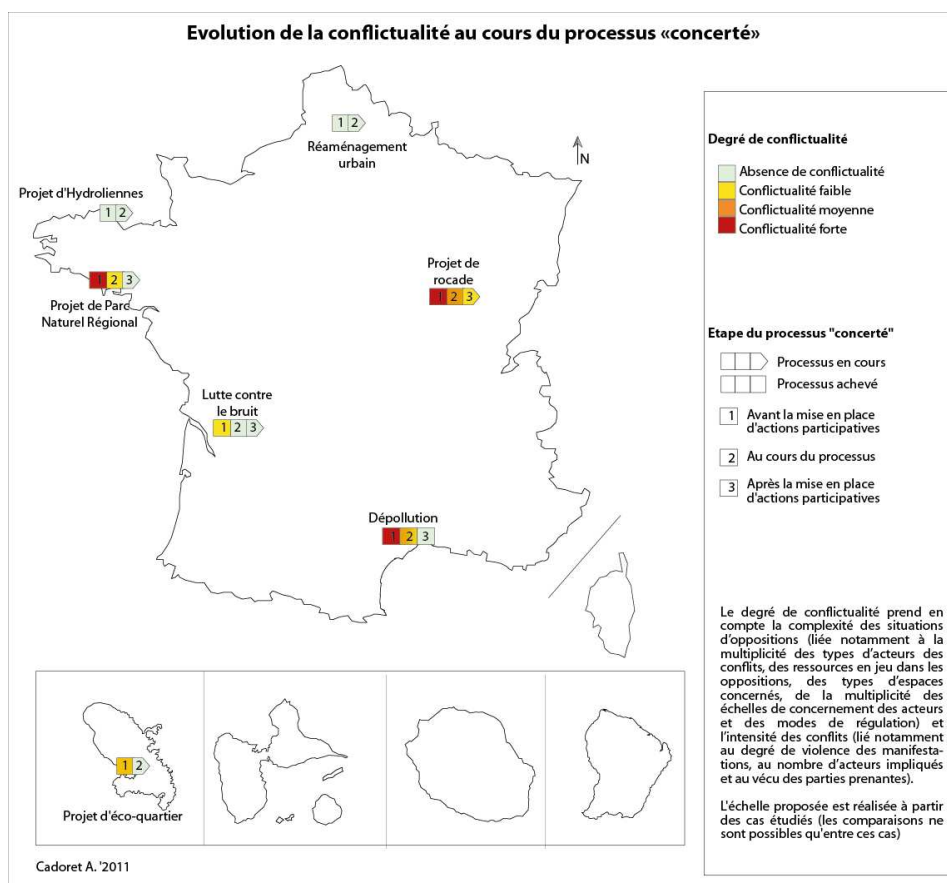 Evolution de la conflictualité au cours du processus «concerté»
1 2
Réaménagement
urbain
N
Projet d'Hydroliennes
1 2
1 2 3
Projet de Parc
Naturel Régional
Projet de
rocade
1 2 3
Lutte contre
le bruit
1 2 3
Dépollution
1 2 3
1 2
Projet d'éco-quartier
Cadoret A. '2011
Degré de conflictualité
Absence de conflictualité
Conflictualité faible
Conflictualité moyenne
Conflictualité forte
Etape du processus "concerté"
Processus en cours
Processus achevé
1 Avant la mise en place
d'actions participatives
2 Au cours du processus
3 Après la mise en place
d'actions participatives
Le degré de conflictualité prend en
compte la complexité des situations
d'oppositions (liée notamment à la
multiplicité des types d'acteurs des
conflits, des ressources en jeu dans les
oppositions, des types d'espaces
concernés, de la multiplicité des
échelles de concernement des acteurs
et des modes de régulation) et
l'intensité des conflits (lié notamment
au degré de violence des manifesta-
tions, au nombre d'acteurs impliqués
et au vécu des parties prenantes).
L'échelle proposée est réalisée à partir
des cas étudiés (les comparaisons ne
sont possibles qu'entre ces cas)